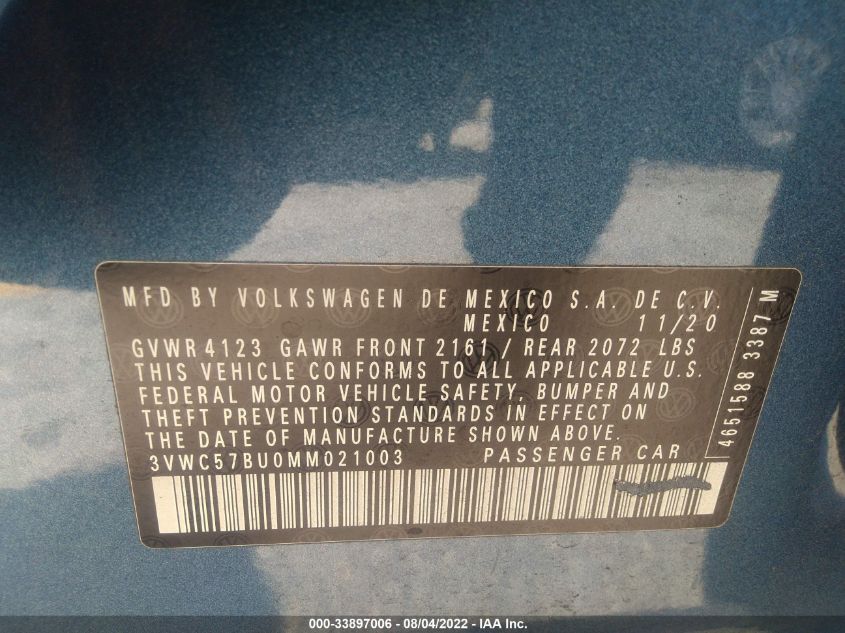 MFD BY VOLKSWAGEN DE MEXICO S.A. DE C.V.
MEXICO 11/20
GVWR 4123 GAWR FRONT 2161 / REAR 2072 LBS
THIS VEHICLE CONFORMS TO ALL APPLICABLE U.S.
FEDERAL MOTOR VEHICLE SAFETY, BUMPER AND
THEFT PREVENTION STANDARDS IN EFFECT ON
THE DATE OF MANUFACTURE SHOWN ABOVE.
3VWC57BU0MM021003 PASSENGER CAR
4651588 3387 M
000-33897006 - 08/04/2022 - IAA Inc.